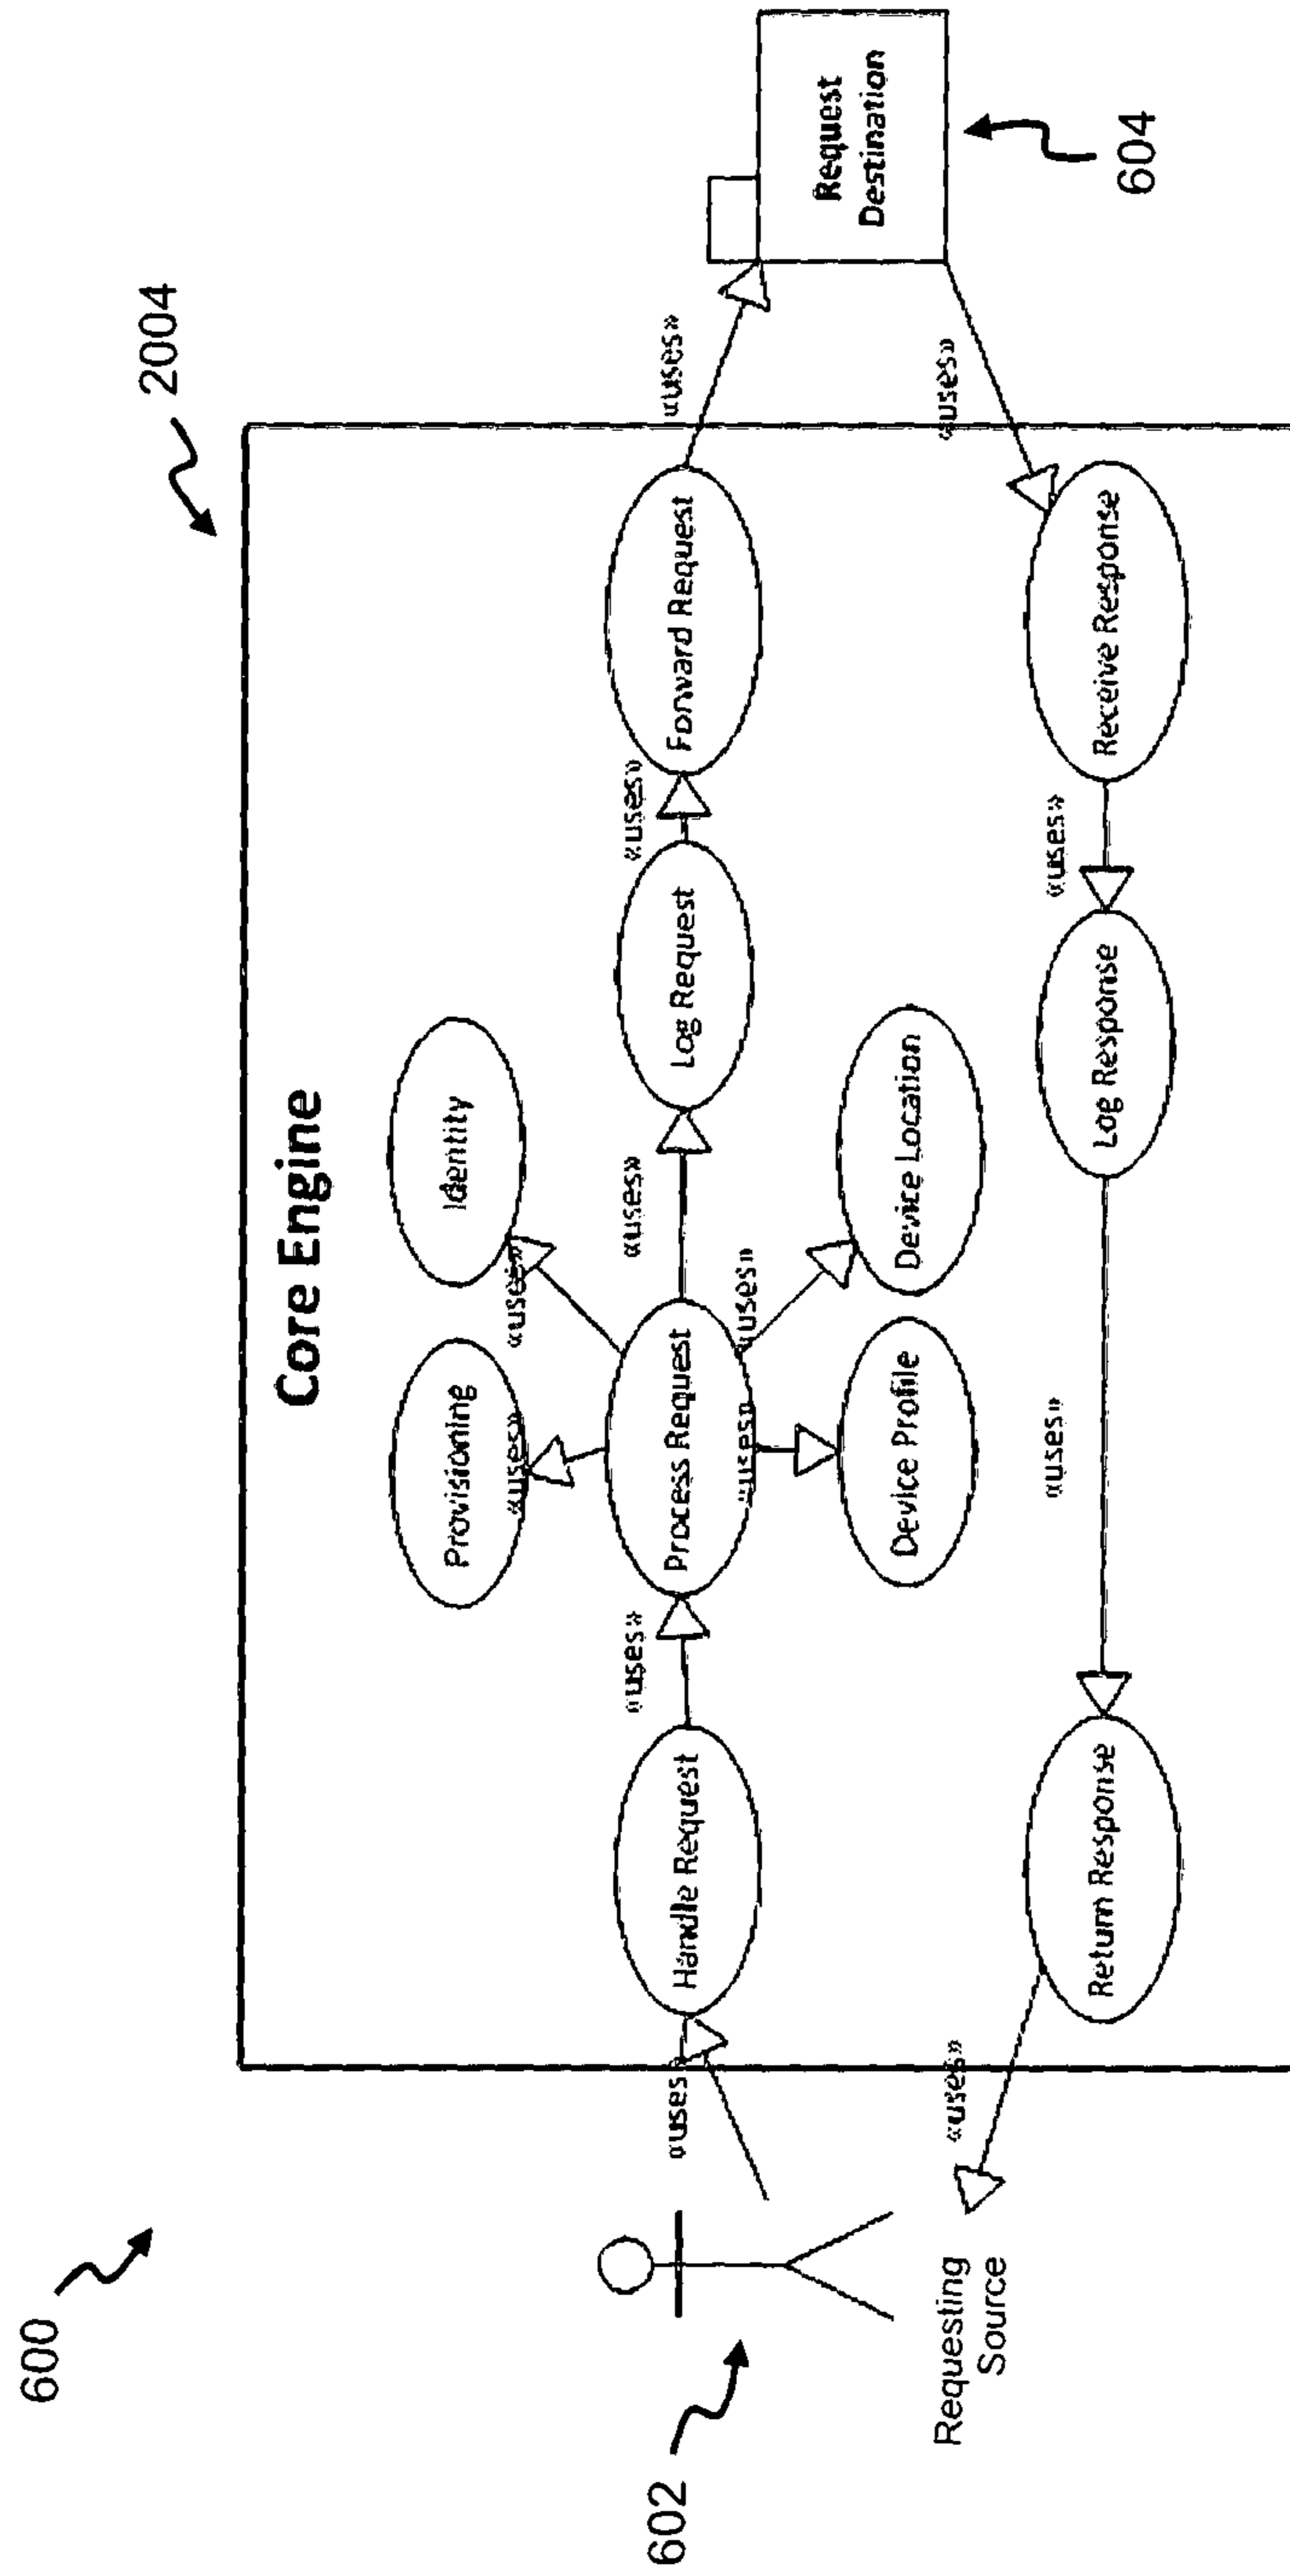 600
2004
Core Engine
Provisioning
Identity
«uses»
«uses»
602
Requesting
Source
«uses»
Handle Request
«uses»
Process Request
«uses»
Log Request
«uses»
Forward Request
«uses»
Request
Destination
604
«uses»
«uses»
Device Profile
Device Location
«uses»
Return Response
«uses»
Log Response
«uses»
Receive Response
«uses»